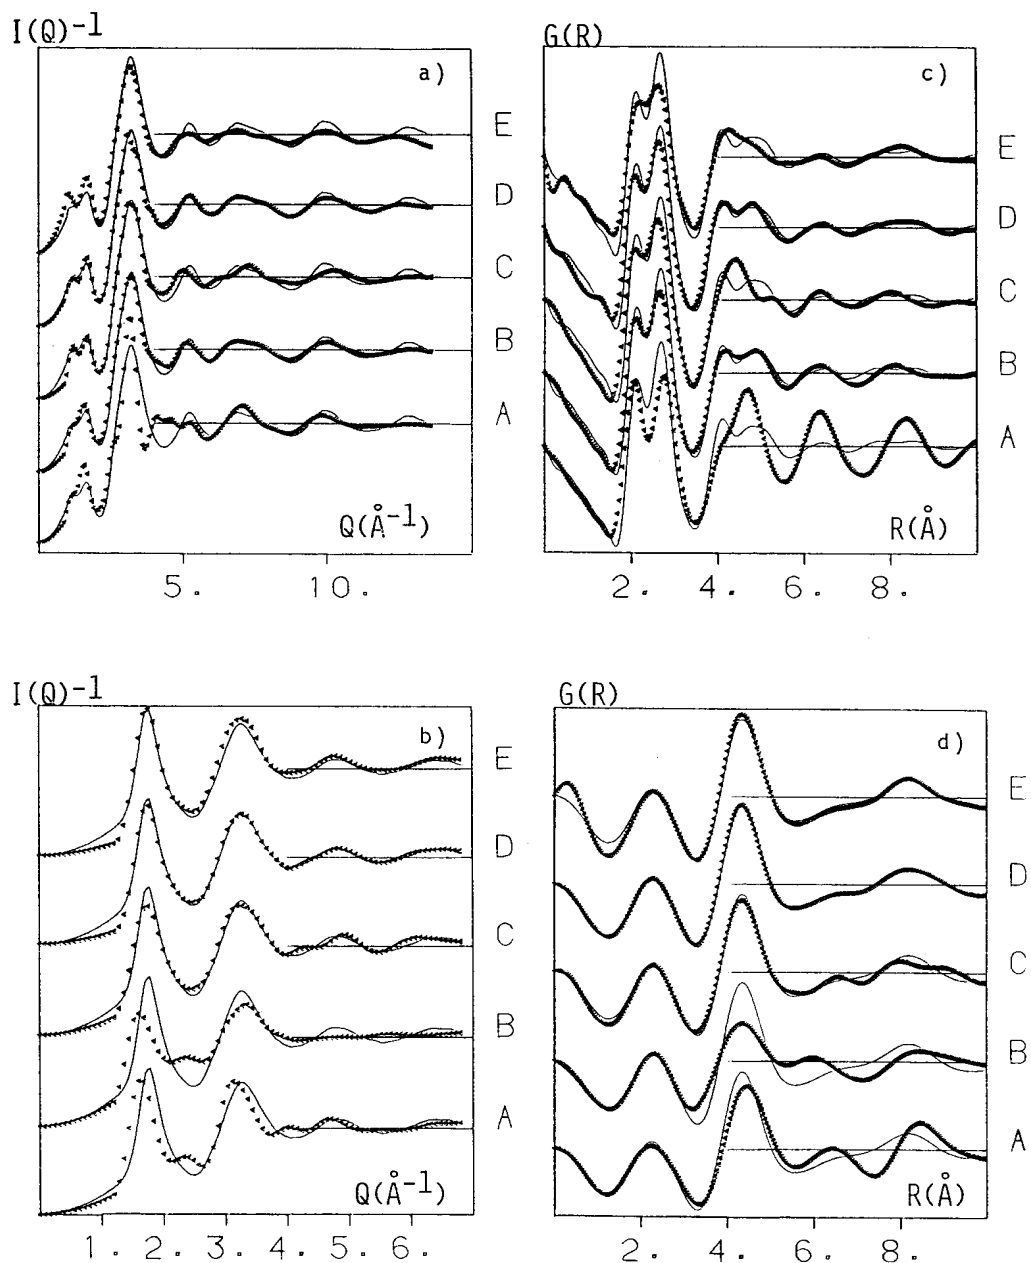 I(Q)-1
a)
E
D
C
B
A
Q(Å-1)
5. 10.
G(R)
c)
E
D
C
B
A
R(Å)
2. 4. 6. 8.
I(Q)-1
b)
E
D
C
B
A
Q(Å-1)
1. 2. 3. 4. 5. 6.
G(R)
d)
E
D
C
B
A
R(Å)
2. 4. 6. 8.